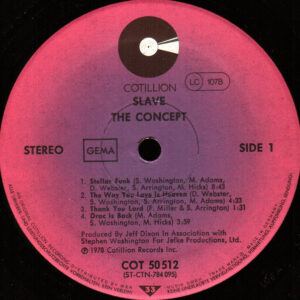 COTILLION
LC 1078
SLAVE
THE CONCEPT
STEREO
GEMA
SIDE 1
1. Stellar Funk (S. Washington, M. Adams,
D. Webster, S. Arrington, M. Hicks) 6:43
2. The Way You Love Is Heaven (D. Webster,
S. Washington, S. Arrington, M. Adams) 4:33
3. Thank You Lord (F. Miller & S. Arrington) 1:31
4. Drac Is Back (M. Adams,
S. Washington, M. Hicks) 3:59
Produced By Jeff Dixon In Association with
Stephen Washington For Jafka Productions, Ltd.
℗ 1978 Cotillion Records Inc.
COT 50 512
(ST-CTN-784 095)
33